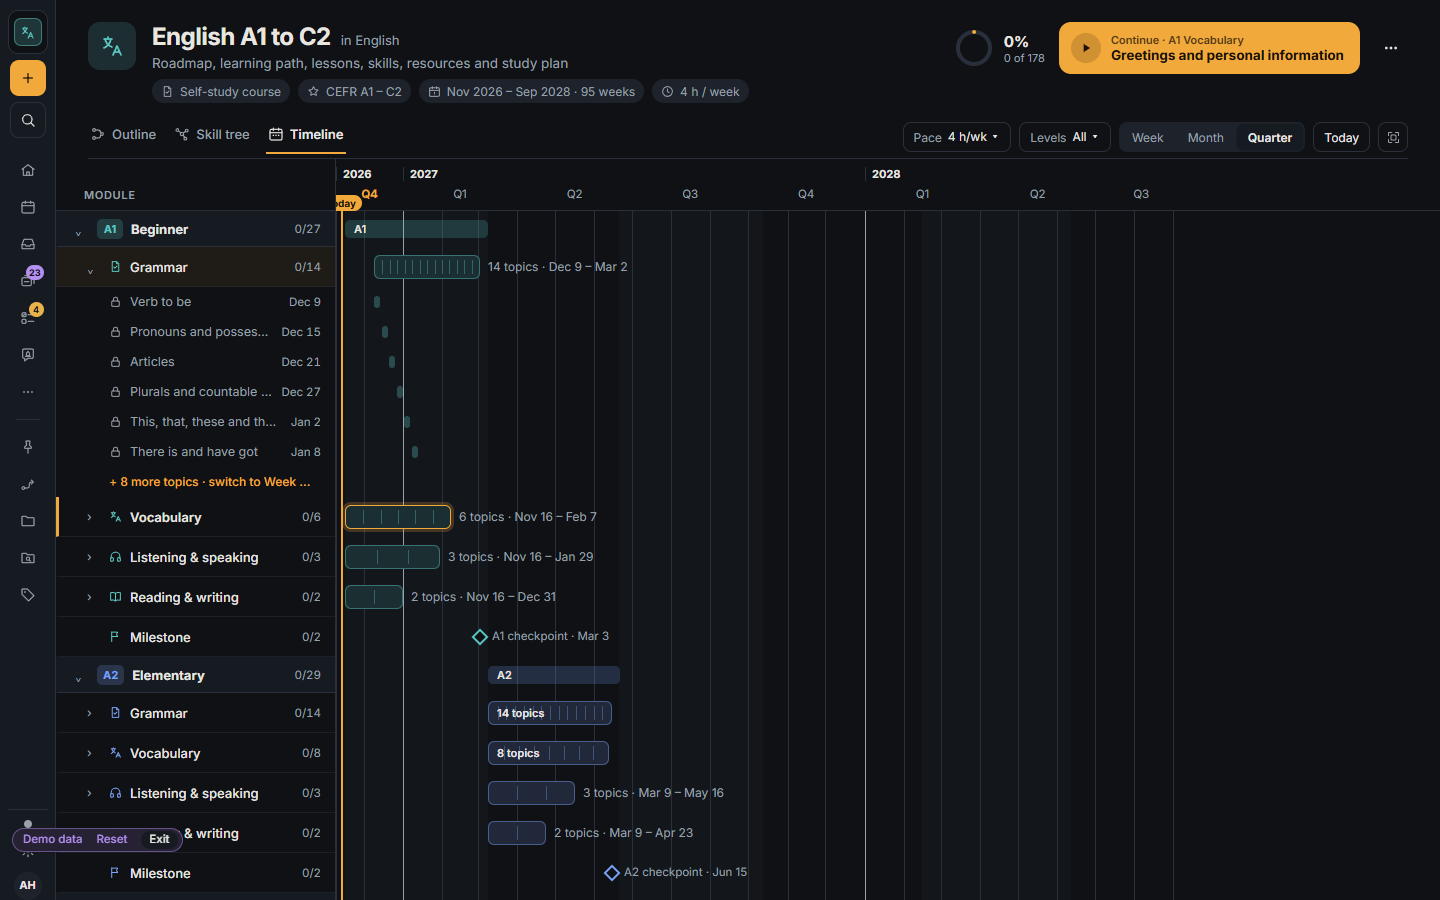 English A1 to C2 in English
Roadmap, learning path, lessons, skills, resources and study plan
Self-study course CEFR A1 – C2 Nov 2026 – Sep 2028 · 95 weeks 4 h / week
0%
0 of 178
Continue · A1 Vocabulary
Greetings and personal information
Outline Skill tree Timeline
Pace 4 h/wk Levels All Week Month Quarter Today
2026 2027 2028
MODULE
oday Q4 Q1 Q2 Q3 Q4 Q1 Q2 Q3
A1 Beginner 0/27 A1
Grammar 0/14 14 topics · Dec 9 – Mar 2
Verb to be Dec 9
Pronouns and posses... Dec 15
Articles Dec 21
Plurals and countable ... Dec 27
This, that, these and th... Jan 2
There is and have got Jan 8
+ 8 more topics · switch to Week ...
Vocabulary 0/6 6 topics · Nov 16 – Feb 7
Listening & speaking 0/3 3 topics · Nov 16 – Jan 29
Reading & writing 0/2 2 topics · Nov 16 – Dec 31
Milestone 0/2 A1 checkpoint · Mar 3
A2 Elementary 0/29 A2
Grammar 0/14 14 topics
Vocabulary 0/8 8 topics
Listening & speaking 0/3 3 topics · Mar 9 – May 16
& writing 0/2 2 topics · Mar 9 – Apr 23
Milestone 0/2 A2 checkpoint · Jun 15
23
4
Demo data Reset Exit
AH